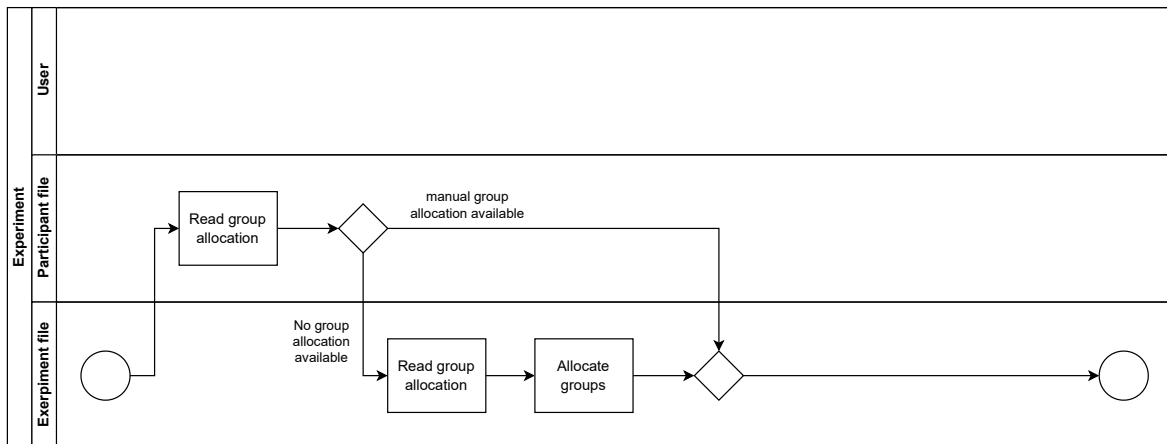 Experiment
User
Participant file
Exerpiment file
Read group
allocation
manual group
allocation available
No group
allocation
available
Read group
allocation
Allocate
groups